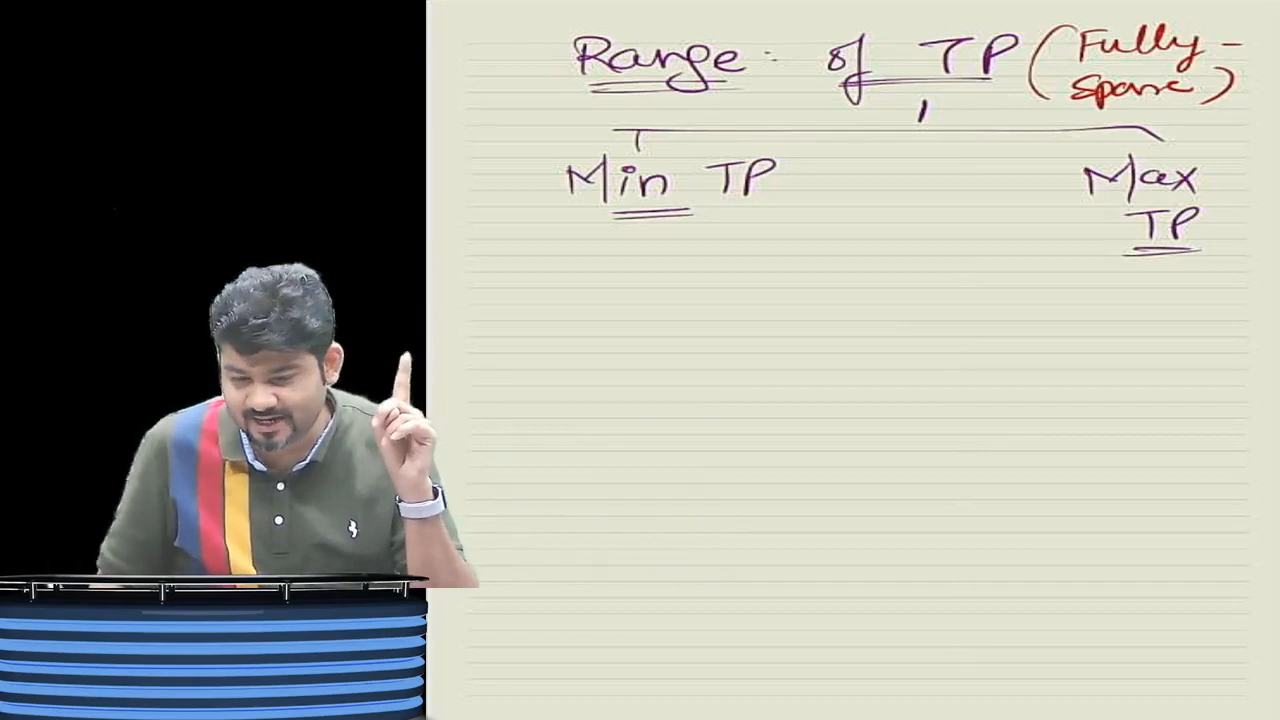 Range: of TP (Fully-
Spare)
Min TP
Max
TP